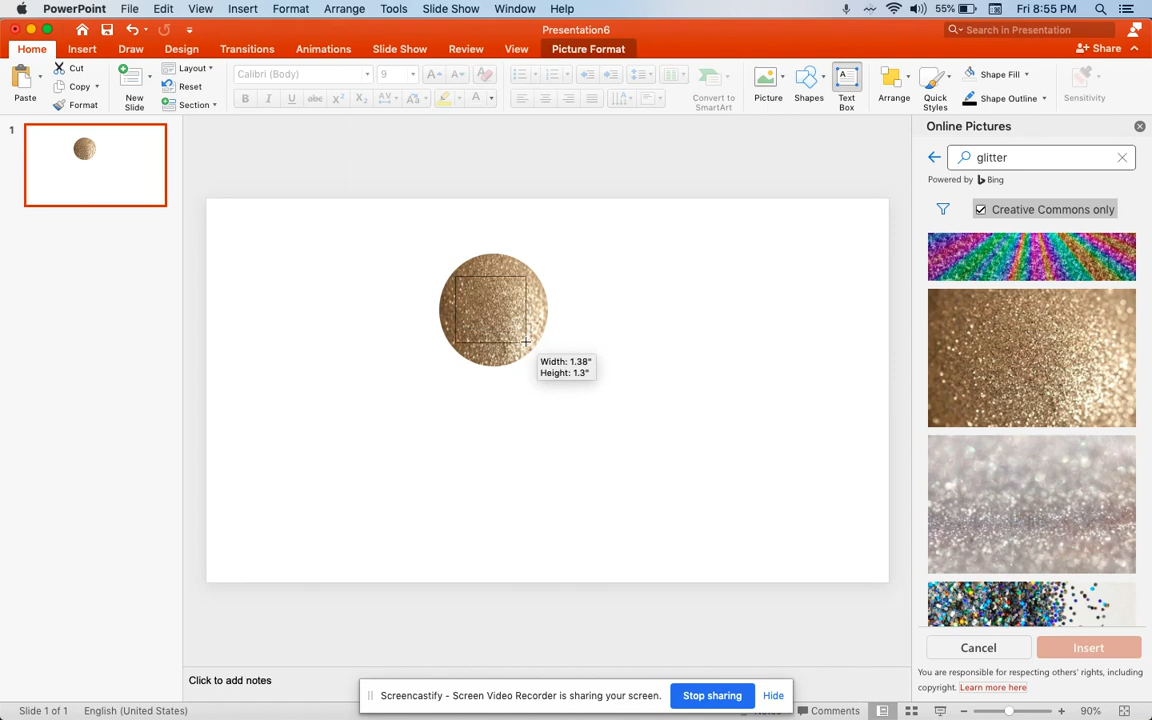 PowerPoint File Edit View Insert Format Arrange Tools Slide Show Window Help 55% Fri 8:55 PM
Presentation6 Search in Presentation
Home Insert Draw Design Transitions Animations Slide Show Review View Picture Format Share
Paste Cut Copy Format New Slide Layout Reset Section Calibri (Body) 9 Convert to SmartArt Picture Shapes Text Box Arrange Quick Styles Shape Fill Shape Outline Sensitivity
B I U abc X² X₂ A
1
Online Pictures
glitter
Powered by Bing
Creative Commons only
Width: 1.38"
Height: 1.3"
Cancel Insert
You are responsible for respecting others' rights, including
copyright. Learn more here
Click to add notes
Screencastify - Screen Video Recorder is sharing your screen. Stop sharing Hide
Slide 1 of 1 English (United States) Notes Comments 90%